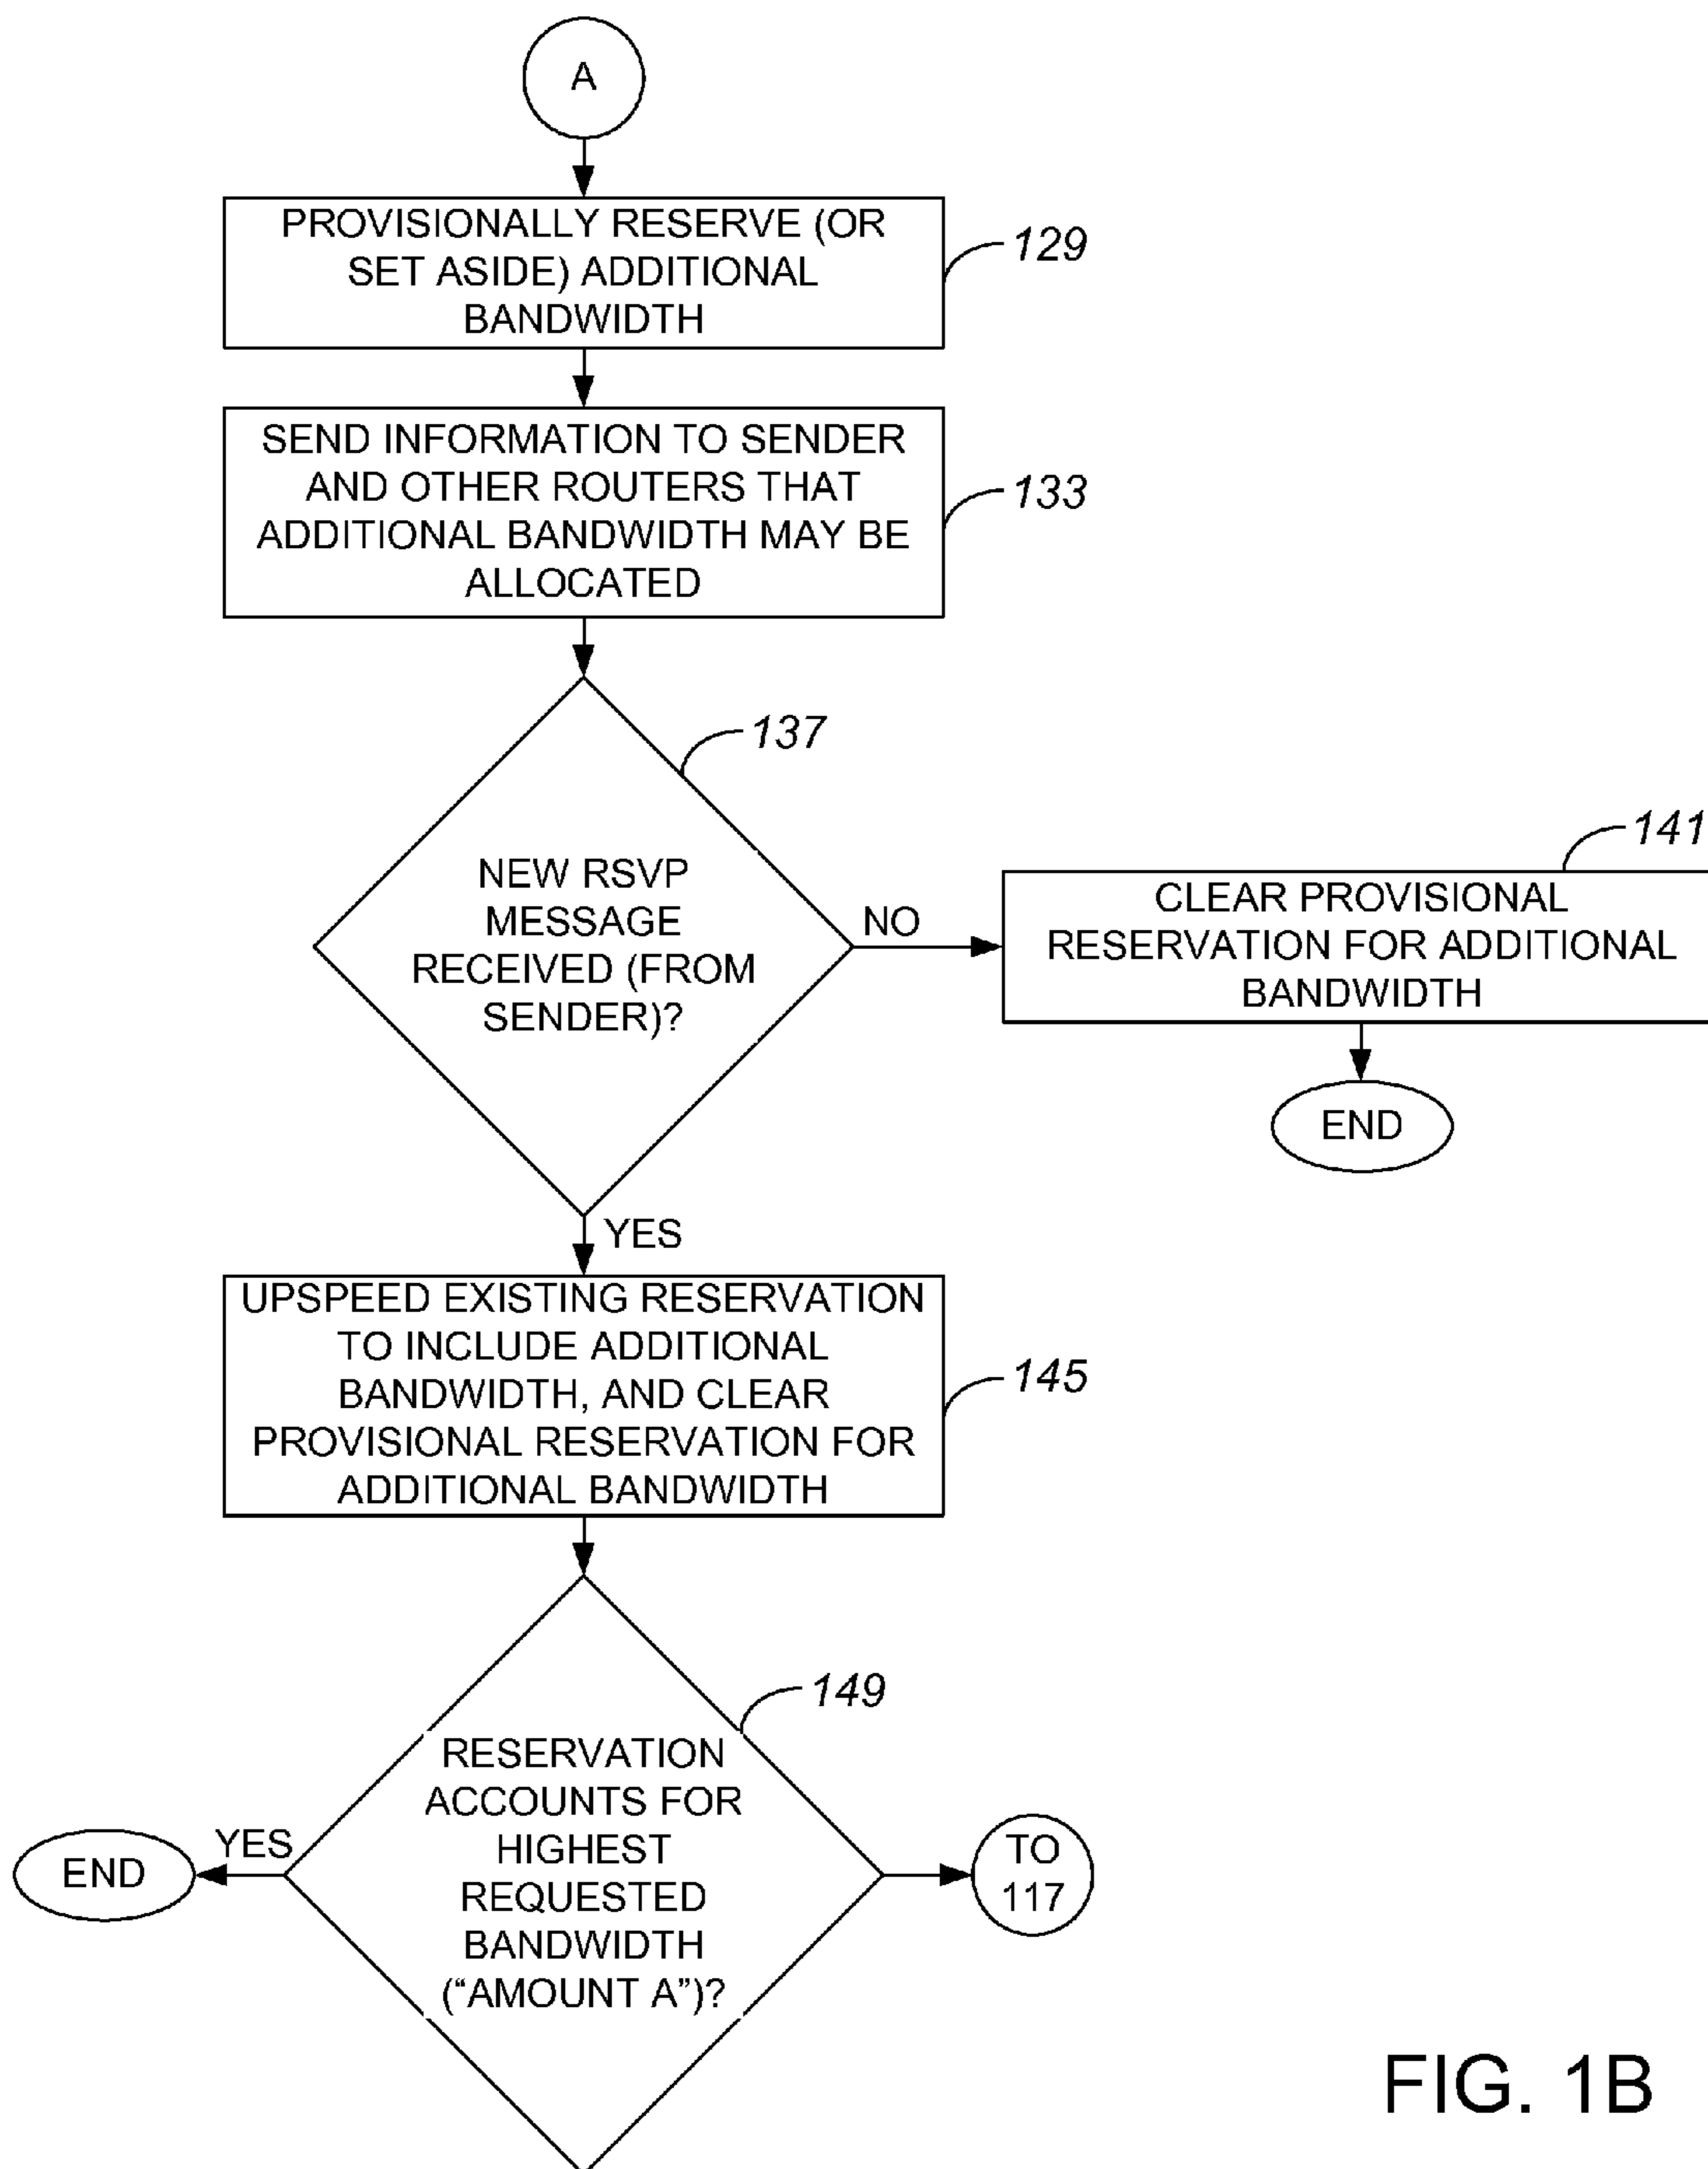 A
PROVISIONALLY RESERVE (OR
SET ASIDE) ADDITIONAL
BANDWIDTH
129
SEND INFORMATION TO SENDER
AND OTHER ROUTERS THAT
ADDITIONAL BANDWIDTH MAY BE
ALLOCATED
133
137
NEW RSVP
MESSAGE
RECEIVED (FROM
SENDER)?
NO
141
CLEAR PROVISIONAL
RESERVATION FOR ADDITIONAL
BANDWIDTH
END
YES
UPSPEED EXISTING RESERVATION
TO INCLUDE ADDITIONAL
BANDWIDTH, AND CLEAR
PROVISIONAL RESERVATION FOR
ADDITIONAL BANDWIDTH
145
149
RESERVATION
ACCOUNTS FOR
HIGHEST
REQUESTED
BANDWIDTH
(“AMOUNT A”)?
YES
END
TO
117
FIG. 1B